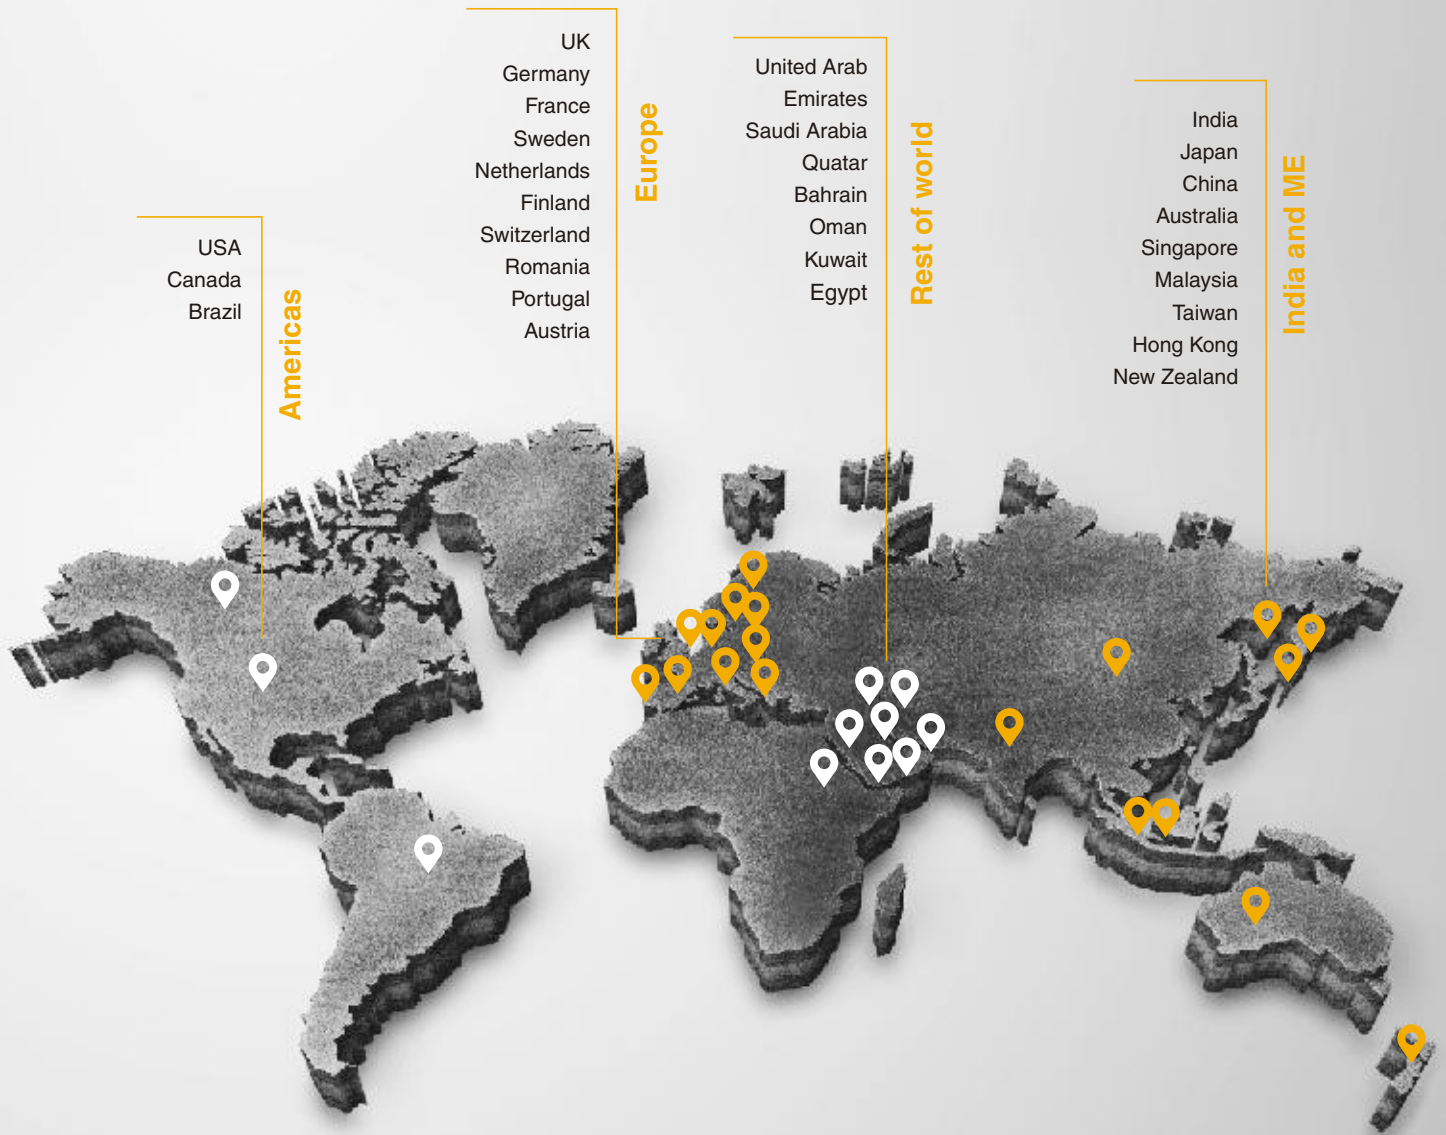 USA
Canada
Brazil
Americas
UK
Germany
France
Sweden
Netherlands
Finland
Switzerland
Romania
Portugal
Austria
Europe
United Arab
Emirates
Saudi Arabia
Quatar
Bahrain
Oman
Kuwait
Egypt
Rest of world
India
Japan
China
Australia
Singapore
Malaysia
Taiwan
Hong Kong
New Zealand
India and ME